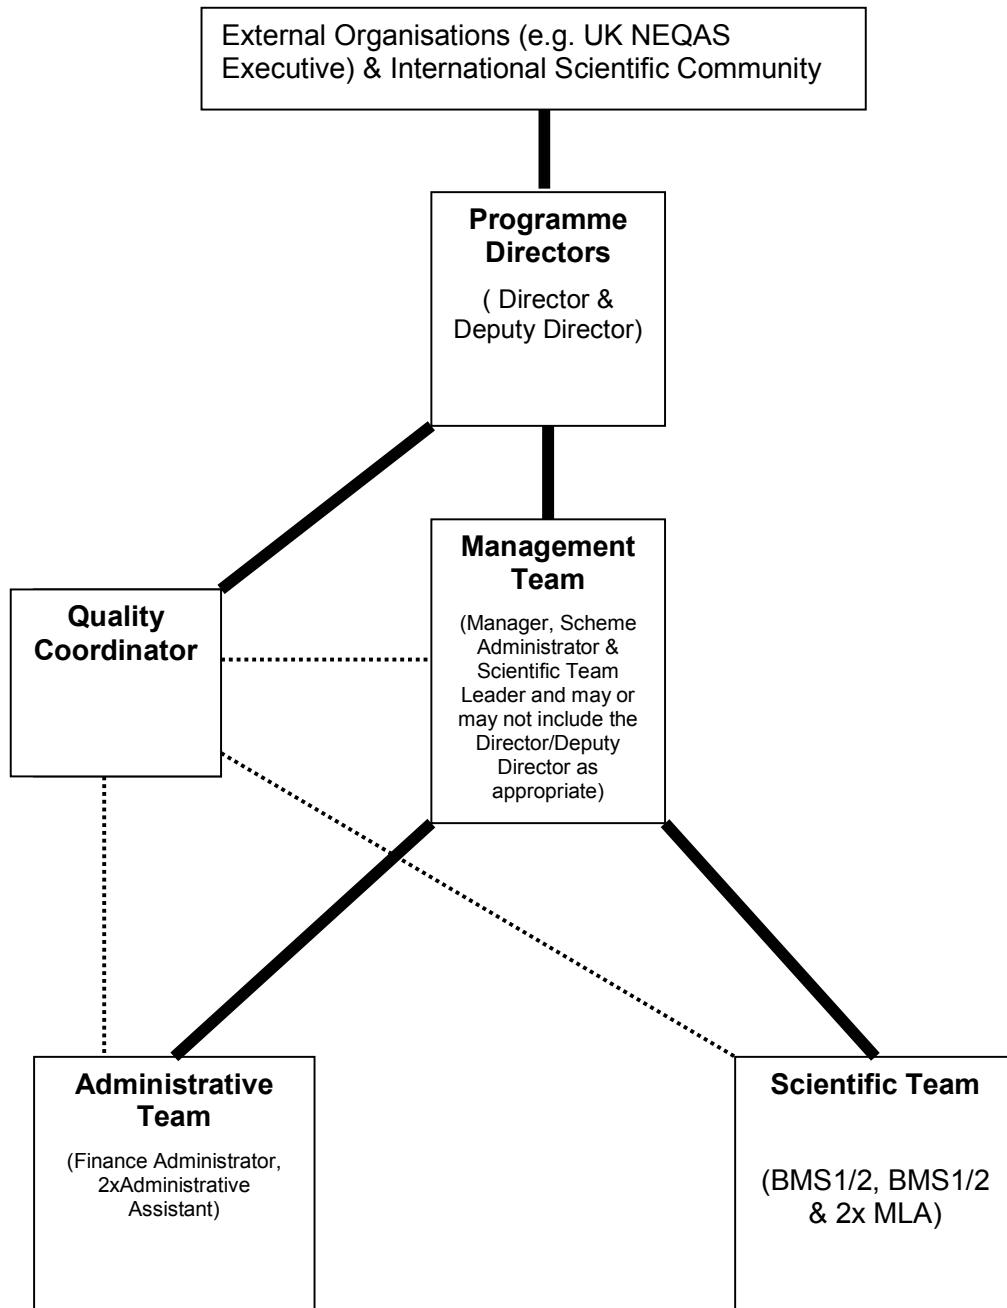 External Organisations (e.g. UK NEQAS
Executive) & International Scientific Community
Programme
Directors
( Director &
Deputy Director)
Management
Team
(Manager, Scheme
Administrator &
Scientific Team
Leader and may or
may not include the
Director/Deputy
Director as
appropriate)
Quality
Coordinator
Administrative
Team
(Finance Administrator,
2xAdministrative
Assistant)
Scientific Team
(BMS1/2, BMS1/2
& 2x MLA)